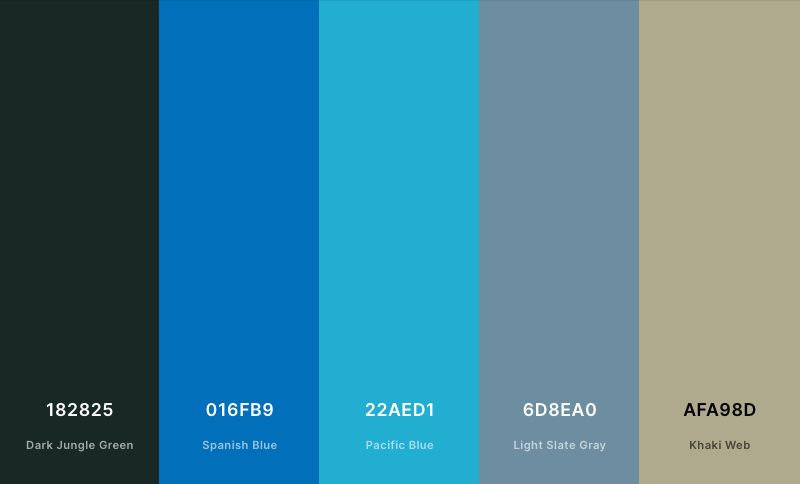 182825
Dark Jungle Green
016FB9
Spanish Blue
22AED1
Pacific Blue
6D8EA0
Light Slate Gray
AFA98D
Khaki Web